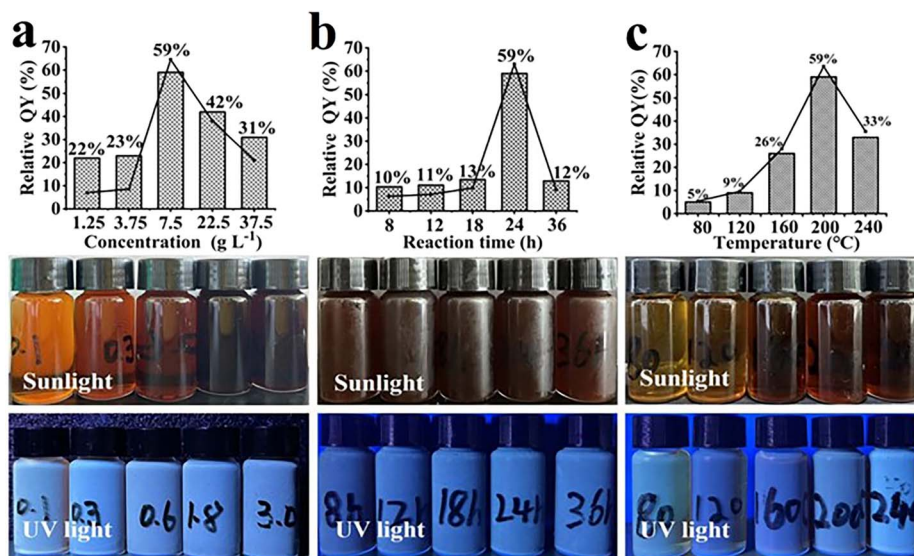 a
Relative QY (%)
70
60
50
40
30
20
10
0
22%
23%
59%
42%
31%
1.25 3.75 7.5 22.5 37.5
Concentration (g L⁻¹)
b
Relative QY (%)
70
60
50
40
30
20
10
0
10%
11%
13%
59%
12%
8 12 18 24 36
Reaction time (h)
c
Relative QY(%)
70
60
50
40
30
20
10
0
5%
9%
26%
59%
33%
80 120 160 200 240
Temperature (°C)
Sunlight
Sunlight
80 120
Sunlight
0.3 0.6 1.8 3.0
UV light
8h 12h 18h 24h 36h
UV light
80 120 160 200 240
UV light